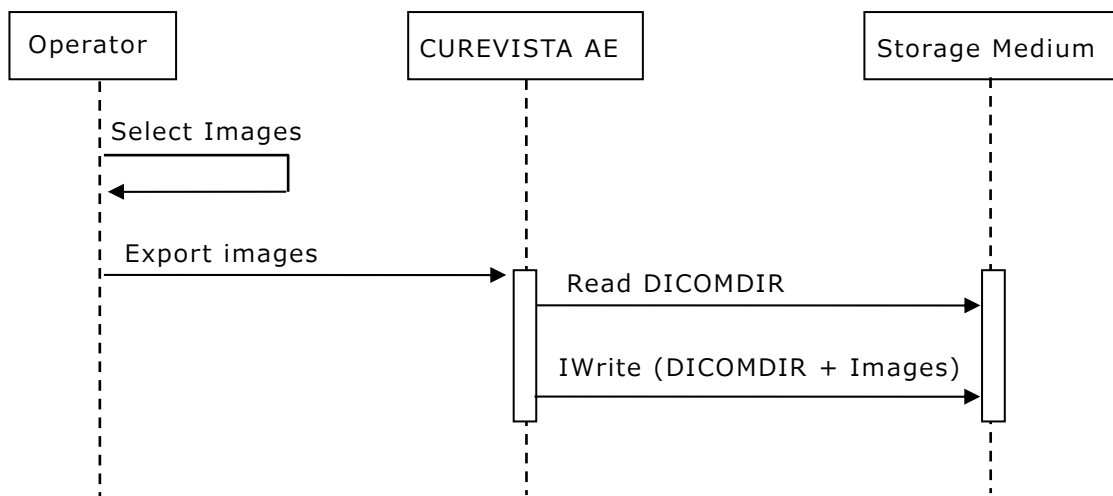 Operator
CUREVISTA AE
Storage Medium
Select Images
Export images
Read DICOMDIR
IWrite (DICOMDIR + Images)